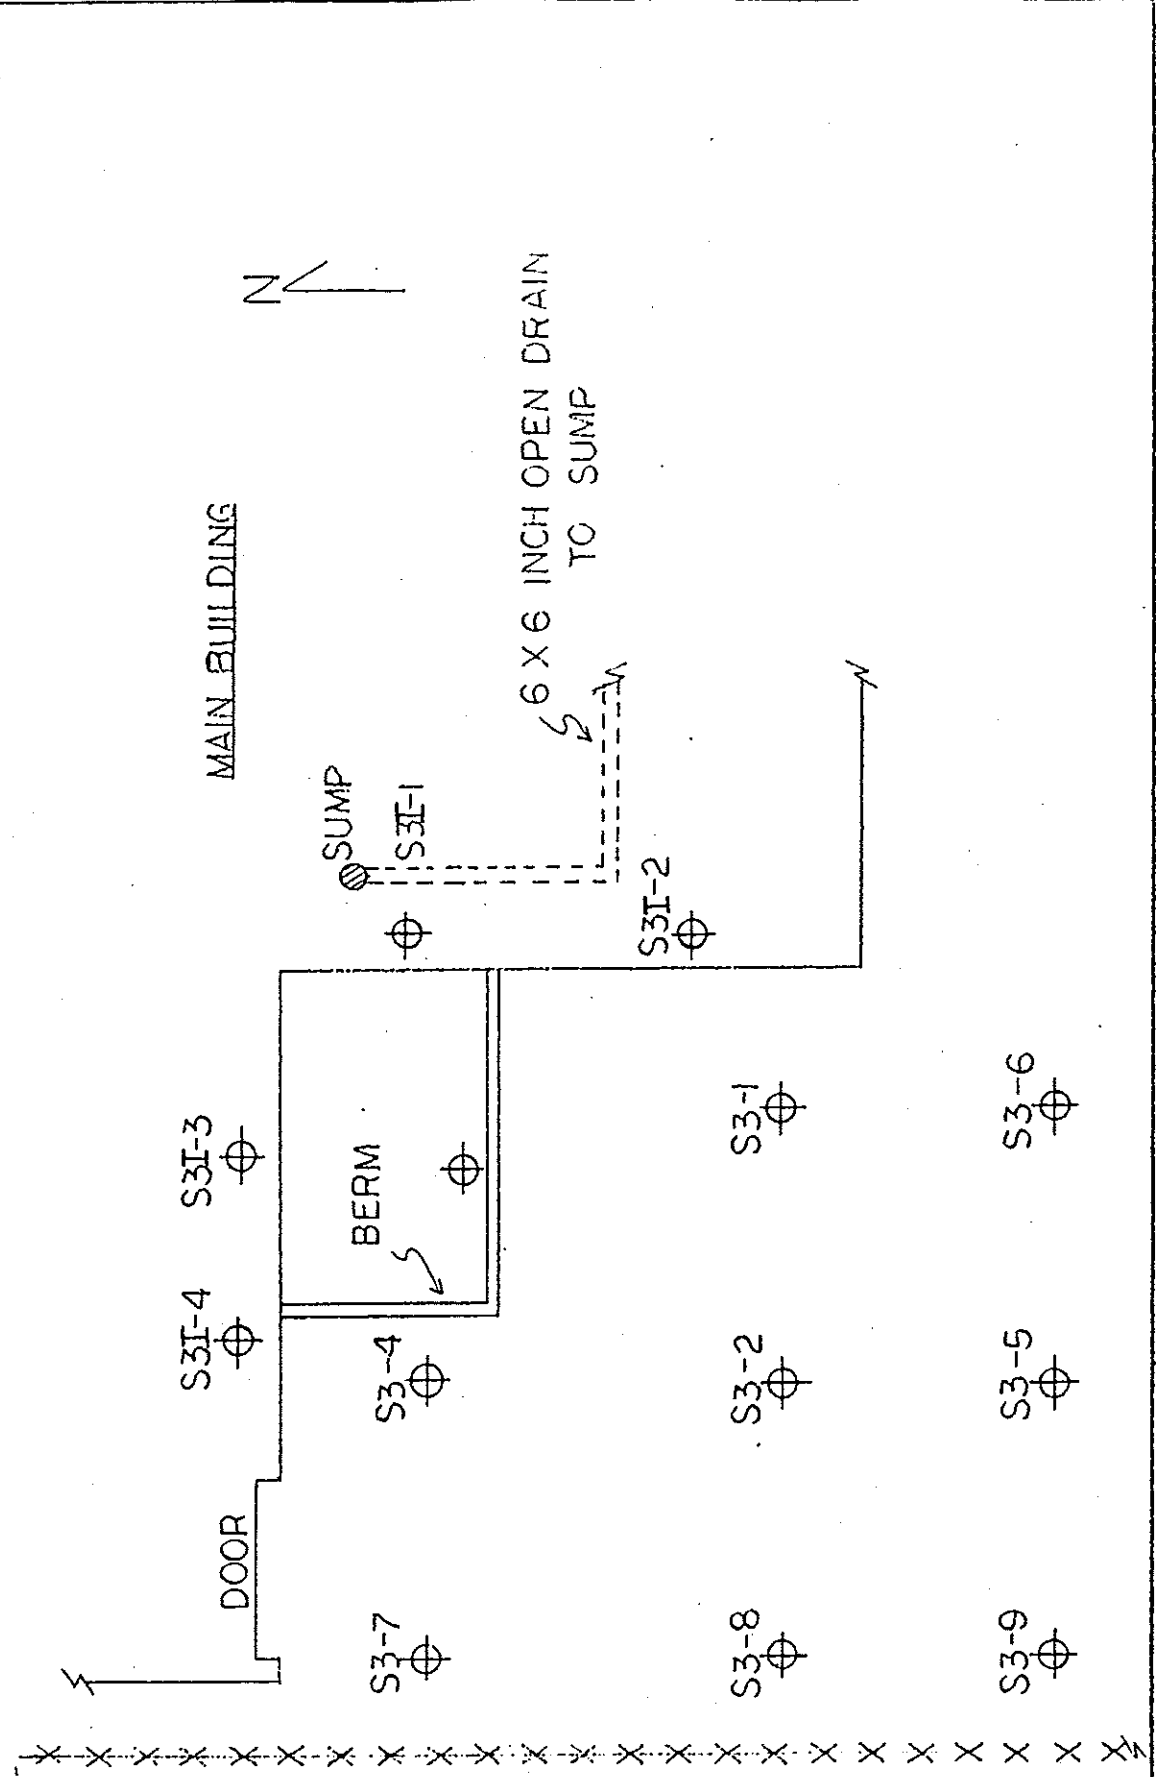 MAIN BUILDING
N
SUMP
S3I-1
6 X 6 INCH OPEN DRAIN
TO SUMP
S3I-2
S3I-3
S3I-4
BERM
DOOR
S3-4
S3-7
S3-1
S3-2
S3-8
S3-6
S3-5
S3-9